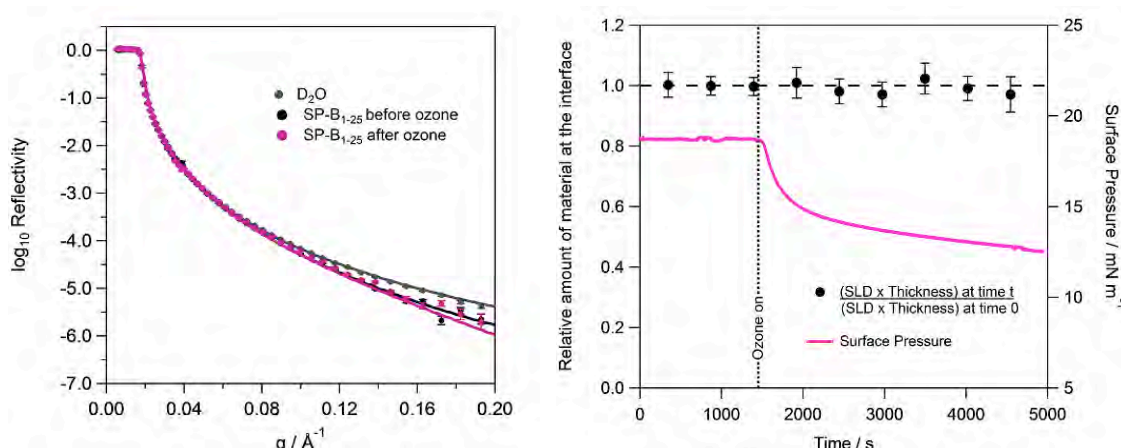 0.0
-1.0
-2.0
-3.0
-4.0
-5.0
-6.0
-7.0
log₁₀ Reflectivity
D₂O
SP-B₁₋₂₅ before ozone
SP-B₁₋₂₅ after ozone
0.00 0.04 0.08 0.12 0.16 0.20
q / Å⁻¹
1.2
1.0
0.8
0.6
0.4
0.2
0.0
Relative amount of material at the interface
Ozone on
(SLD x Thickness) at time t
(SLD x Thickness) at time 0
Surface Pressure
25
20
15
10
5
Surface Pressure / mN m⁻¹
0 1000 2000 3000 4000 5000
Time / s